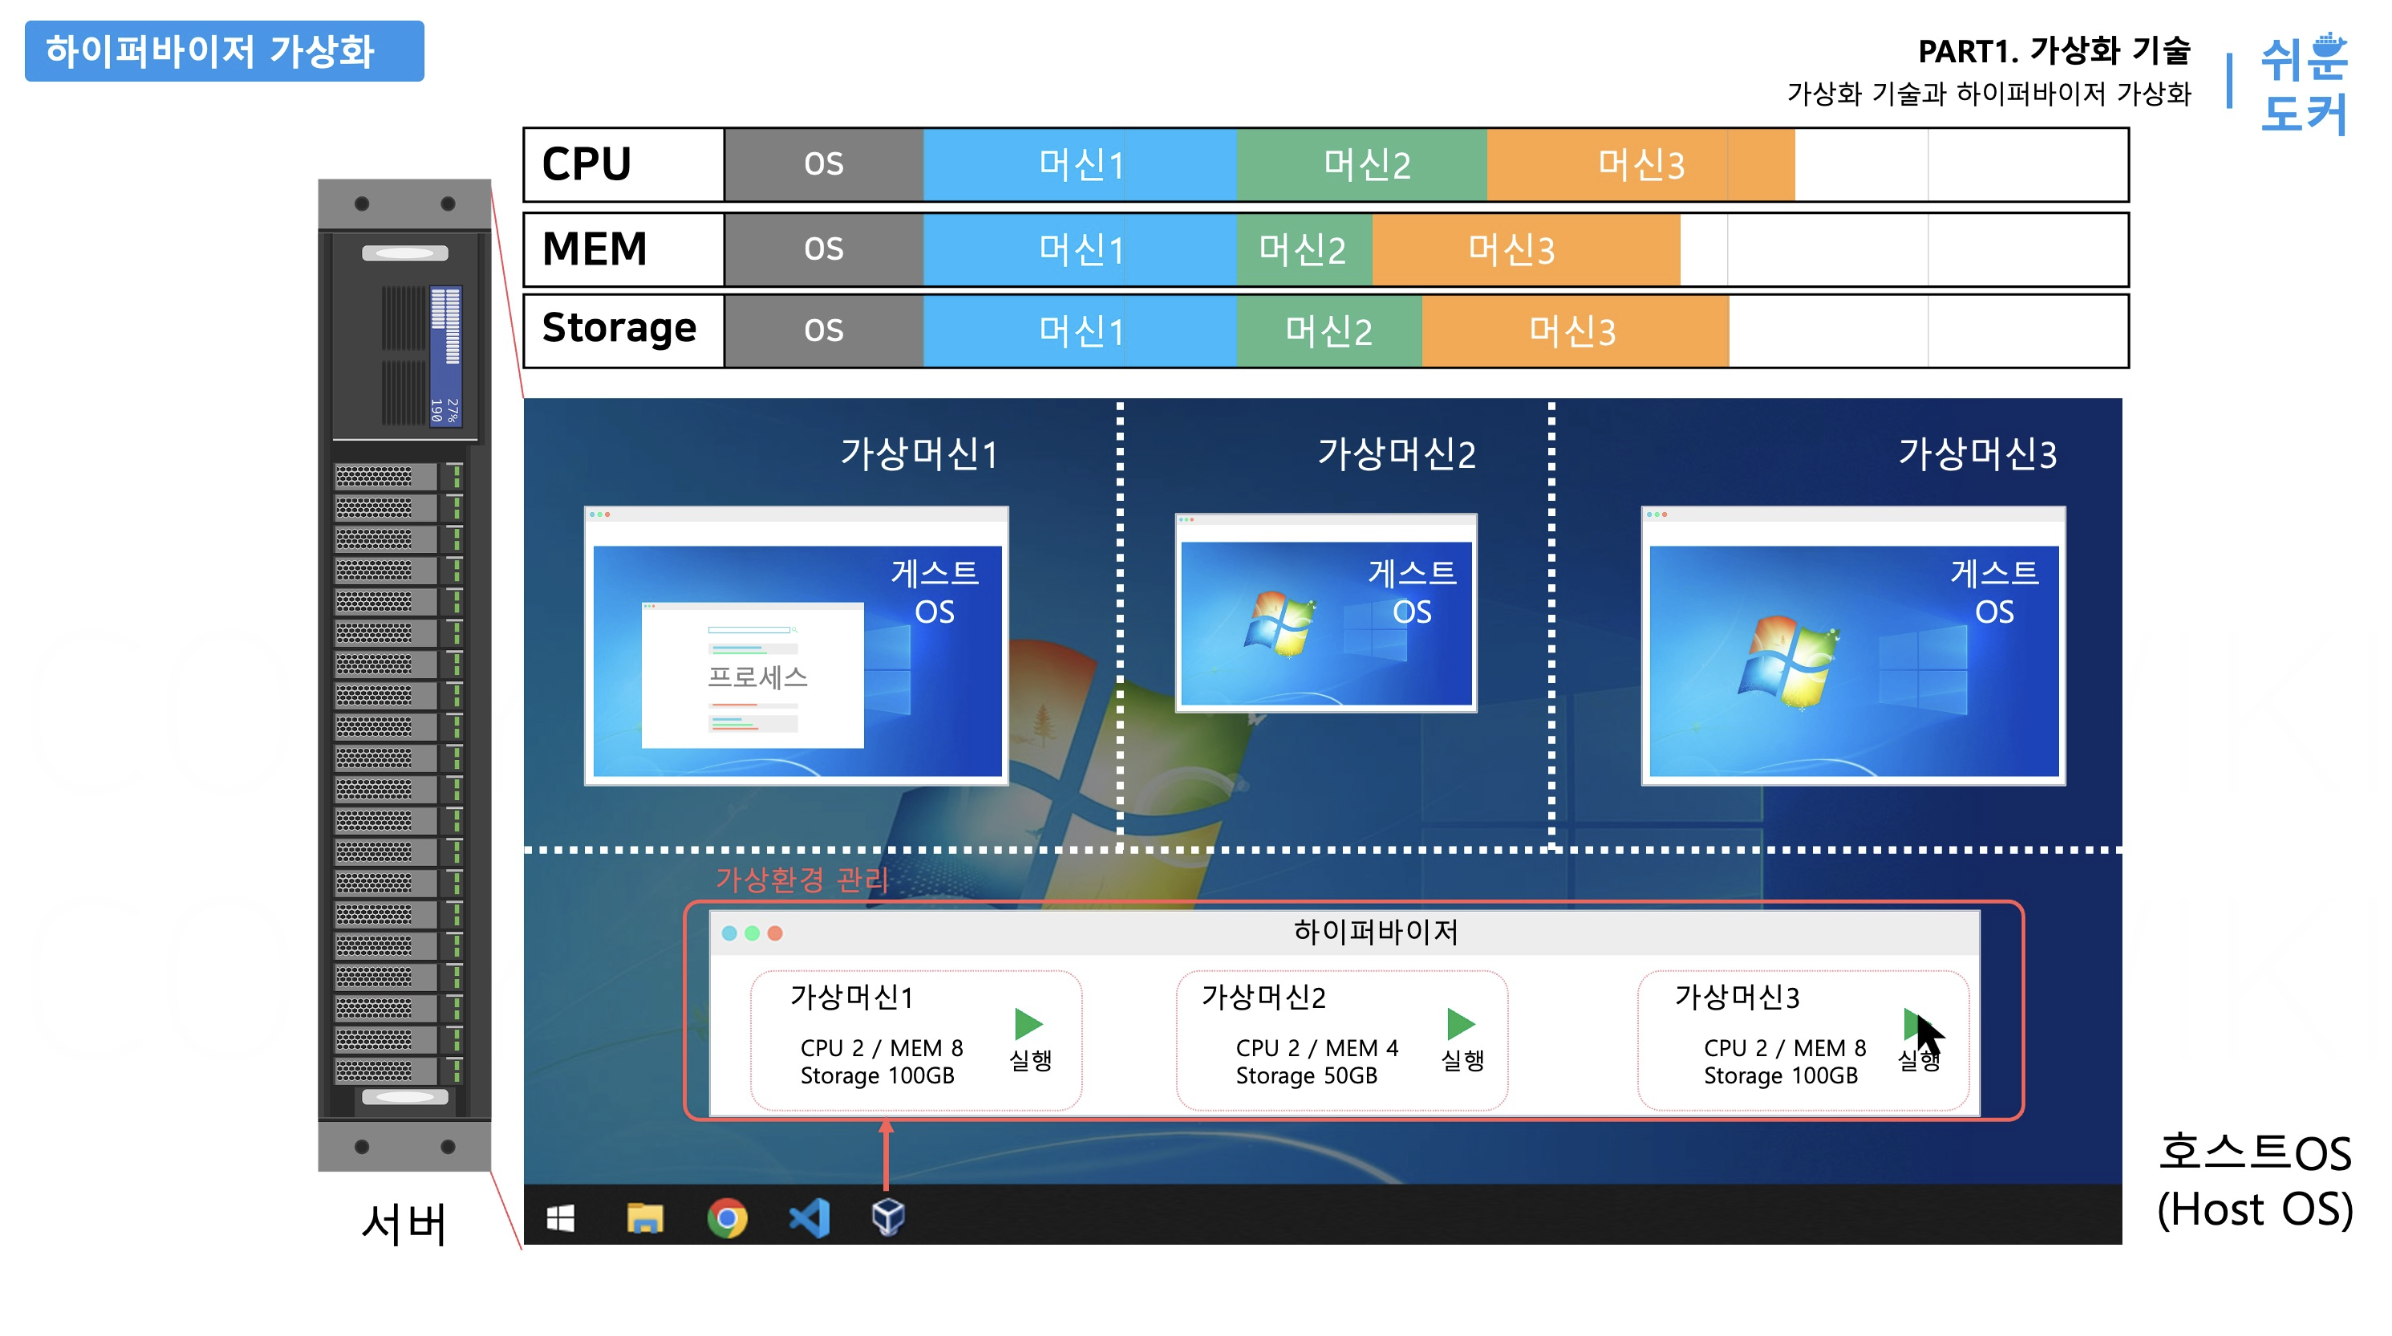 하이퍼바이저 가상화
PART1. 가상화 기술
가상화 기술과 하이퍼바이저 가상화
쉬운
도커
CPU OS 머신1 머신2 머신3
MEM OS 머신1 머신2 머신3
Storage OS 머신1 머신2 머신3
27%
190
가상머신1
가상머신2
가상머신3
게스트
OS
프로세스
게스트
OS
게스트
OS
가상환경 관리
하이퍼바이저
가상머신1
CPU 2 / MEM 8
Storage 100GB
실행
가상머신2
CPU 2 / MEM 4
Storage 50GB
실행
가상머신3
CPU 2 / MEM 8
Storage 100GB
실행
서버
호스트OS
(Host OS)